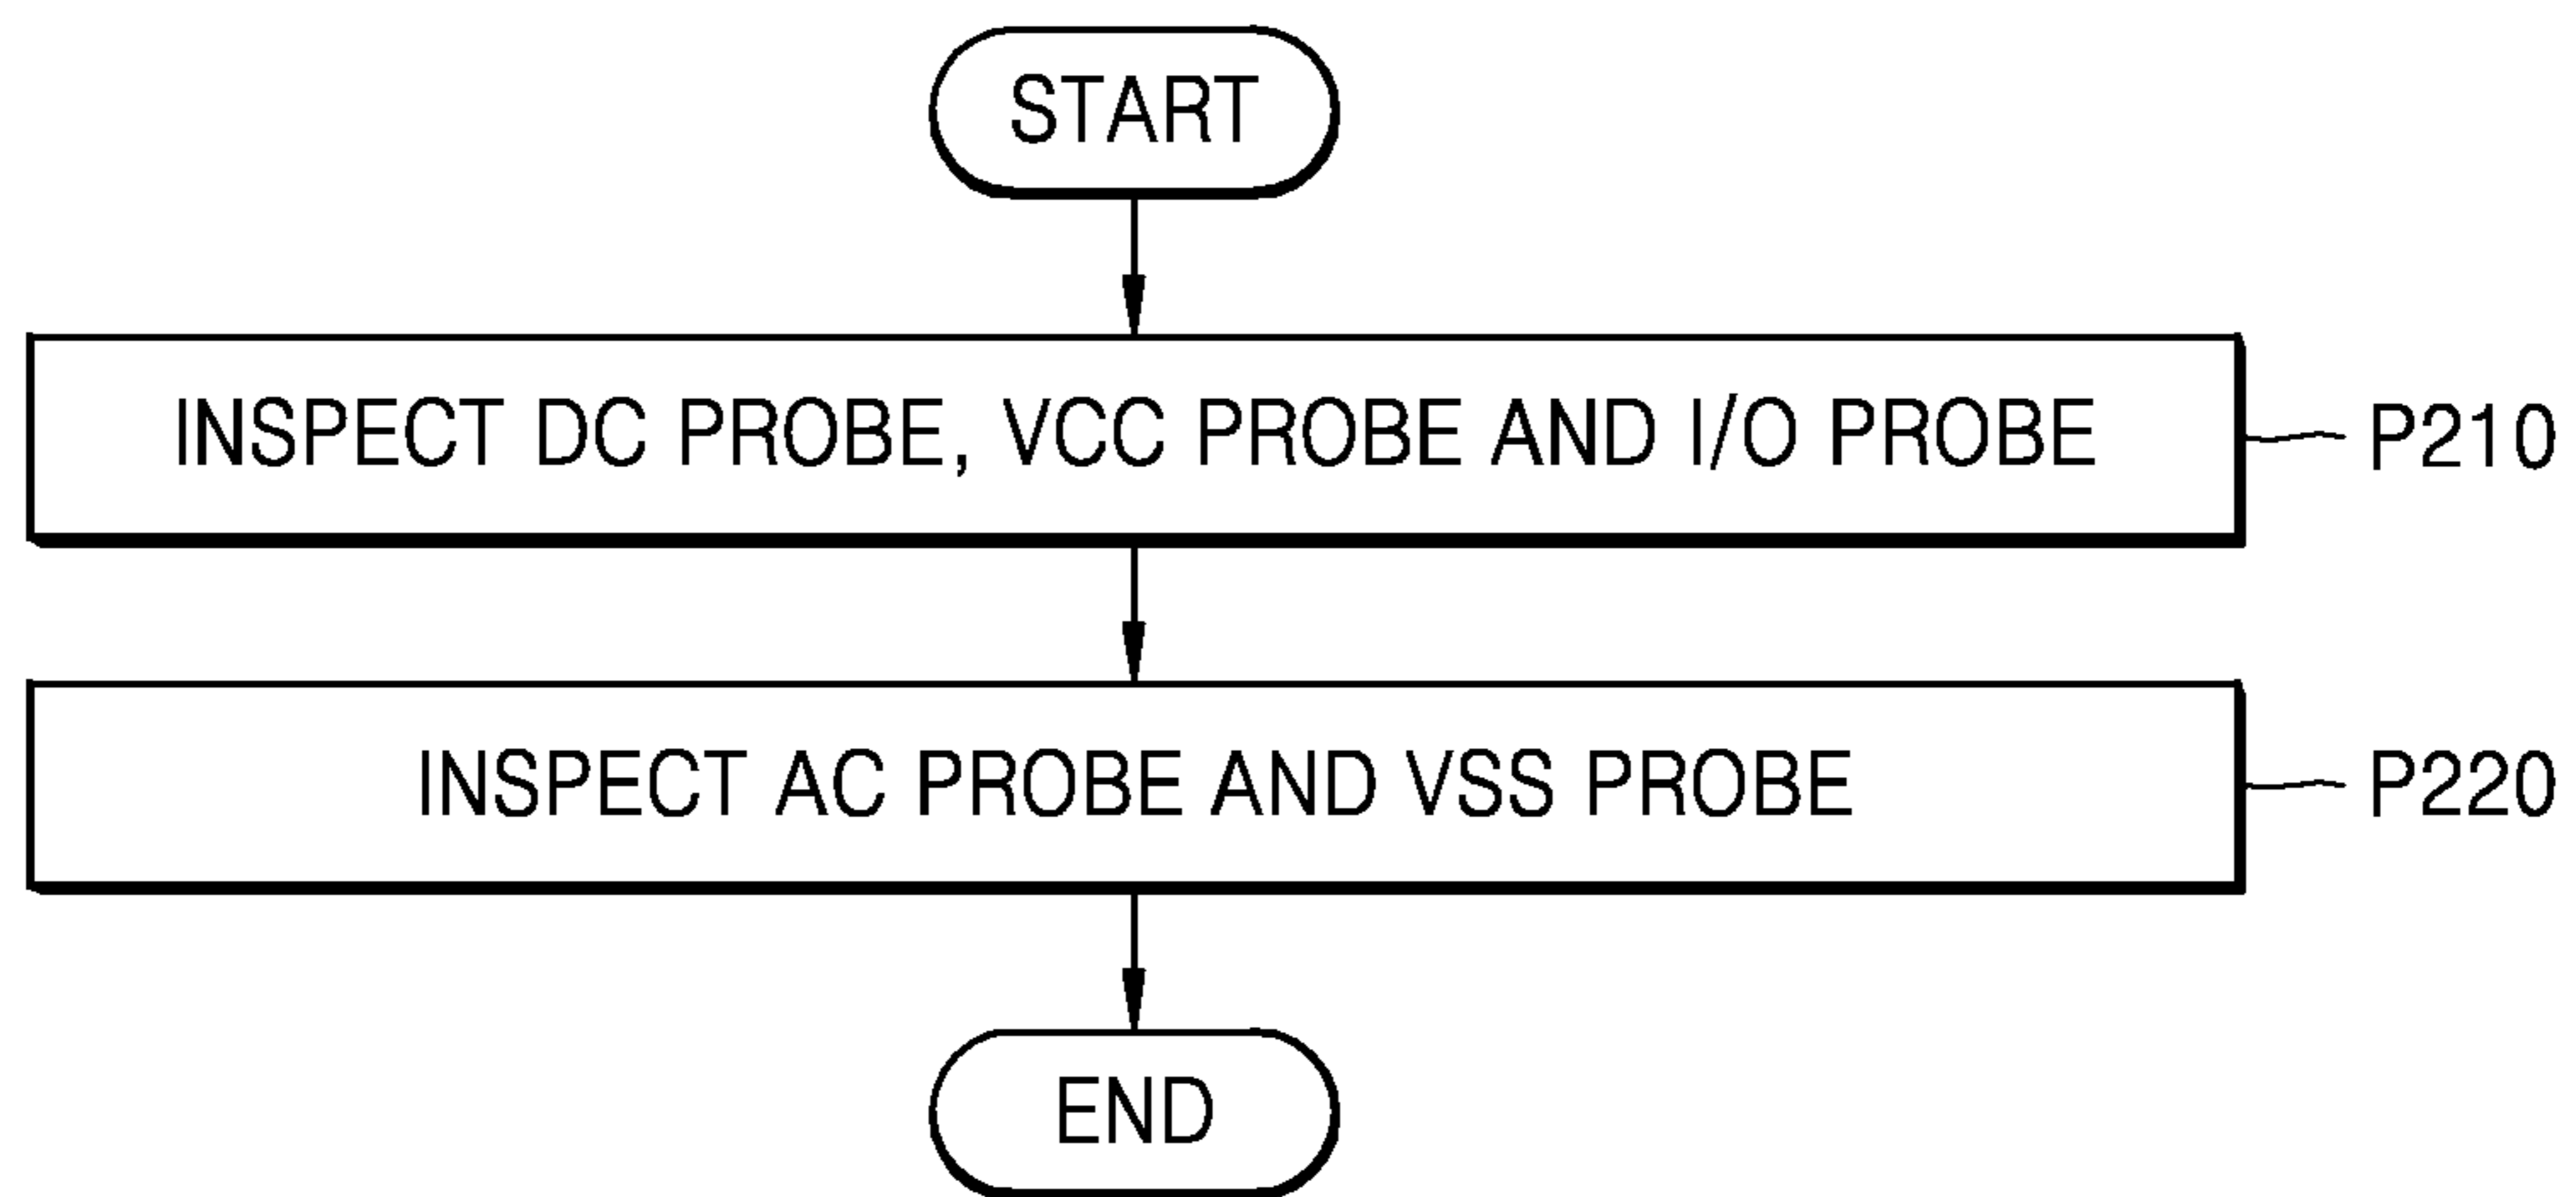 START
INSPECT DC PROBE, VCC PROBE AND I/O PROBE
P210
INSPECT AC PROBE AND VSS PROBE
P220
END